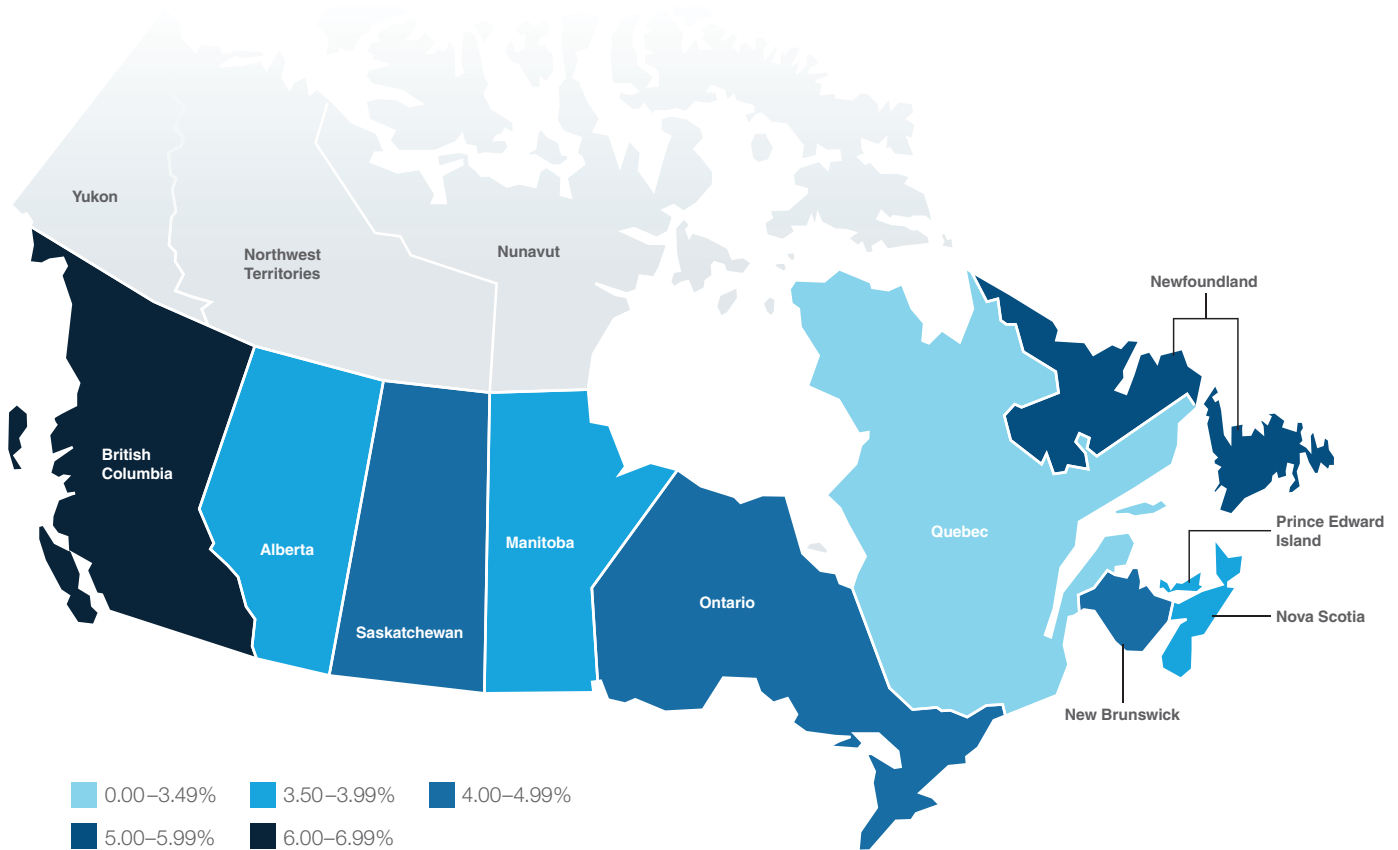 Yukon
Northwest
Territories
Nunavut
Newfoundland
British
Columbia
Alberta
Saskatchewan
Manitoba
Ontario
Quebec
Prince Edward
Island
Nova Scotia
New Brunswick
0.00–3.49%
3.50–3.99%
4.00–4.99%
5.00–5.99%
6.00–6.99%